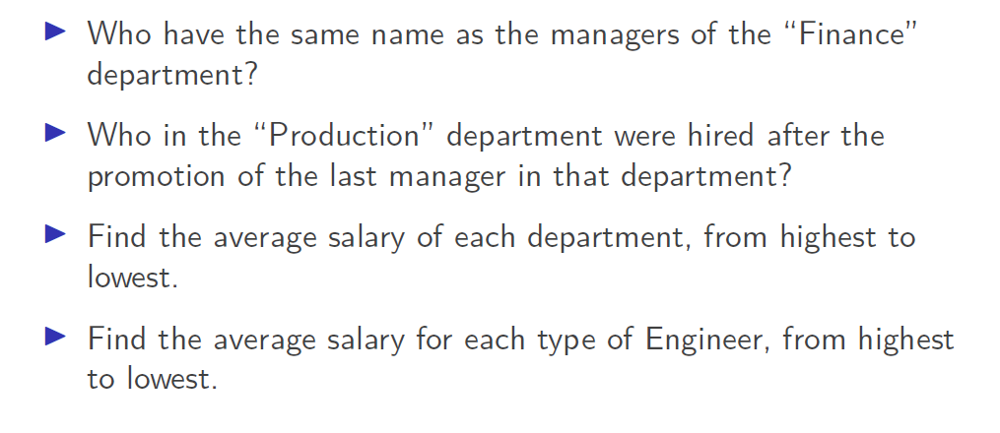 Who have the same name as the managers of the “Finance”
department?
Who in the “Production” department were hired after the
promotion of the last manager in that department?
Find the average salary of each department, from highest to
lowest.
Find the average salary for each type of Engineer, from highest
to lowest.